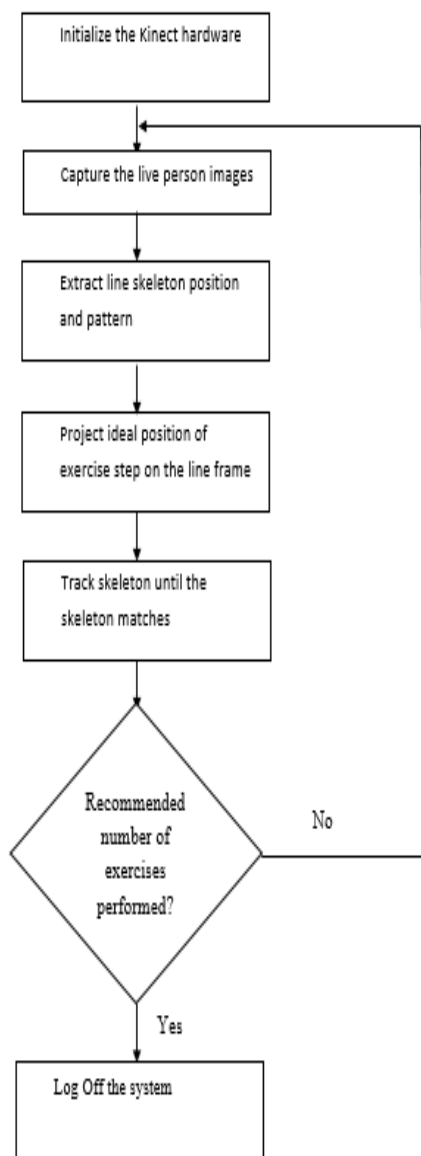 Initialize the Kinect hardware
Capture the live person images
Extract line skeleton position
and pattern
Project ideal position of
exercise step on the line frame
Track skeleton until the
skeleton matches
Recommended
number of
exercises
performed?
No
Yes
Log Off the system